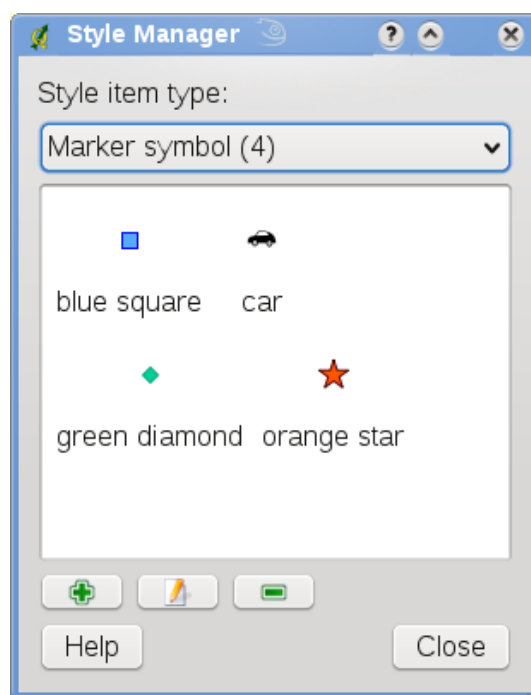 Style Manager
Style item type:
Marker symbol (4)
blue square car
green diamond orange star
Help Close